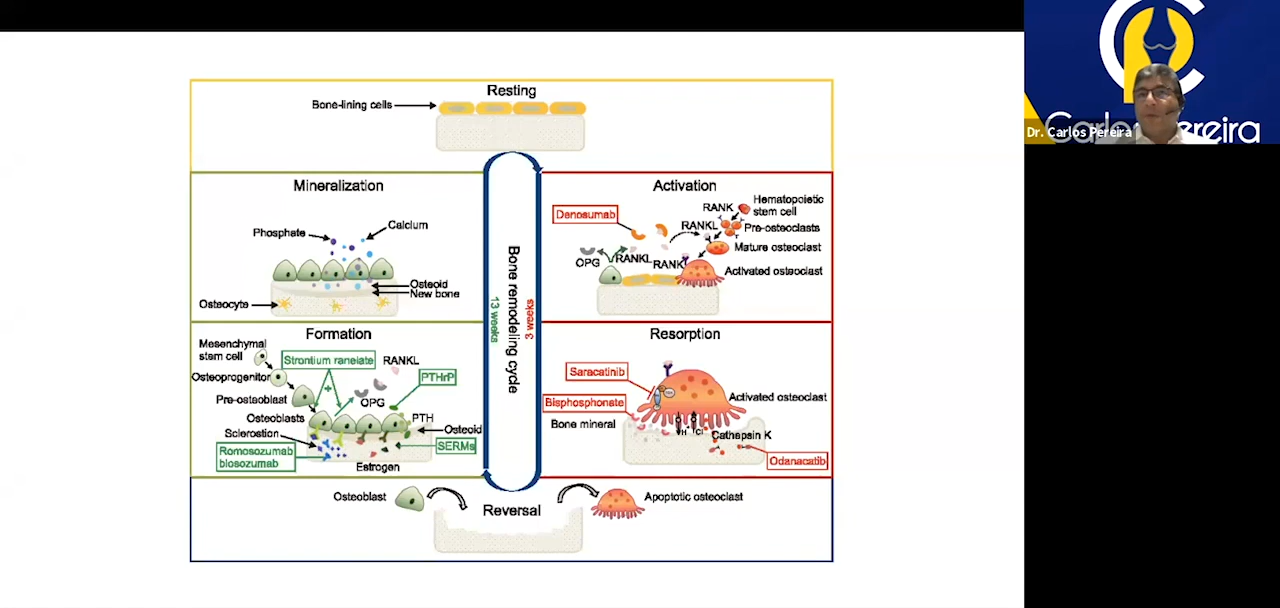 Resting
Bone-lining cells
Mineralization
Phosphate
Calcium
Osteoid
New bone
Osteocyte
Activation
Denosumab
RANK
Hematopoietic
stem cell
RANKL
Pre-osteoclasts
Mature osteoclast
OPG
RANKL
RANK
Activated osteoclast
Bone remodeling cycle
13 weeks
3 weeks
Formation
Mesenchymal
stem cell
Strontium ranelate
RANKL
Osteoprogenitor
PTHrP
+
Pre-osteoblast
OPG
Osteoblasts
PTH
Sclerostion
Osteoid
Romosozumab
blosozumab
SERMs
Estrogen
Resorption
Saracatinib
Bisphosphonate
Activated osteoclast
Bone mineral
Cathepsin K
Odanacatib
Osteoblast
Reversal
Apoptotic osteoclast
Dr. Carlos Pereira